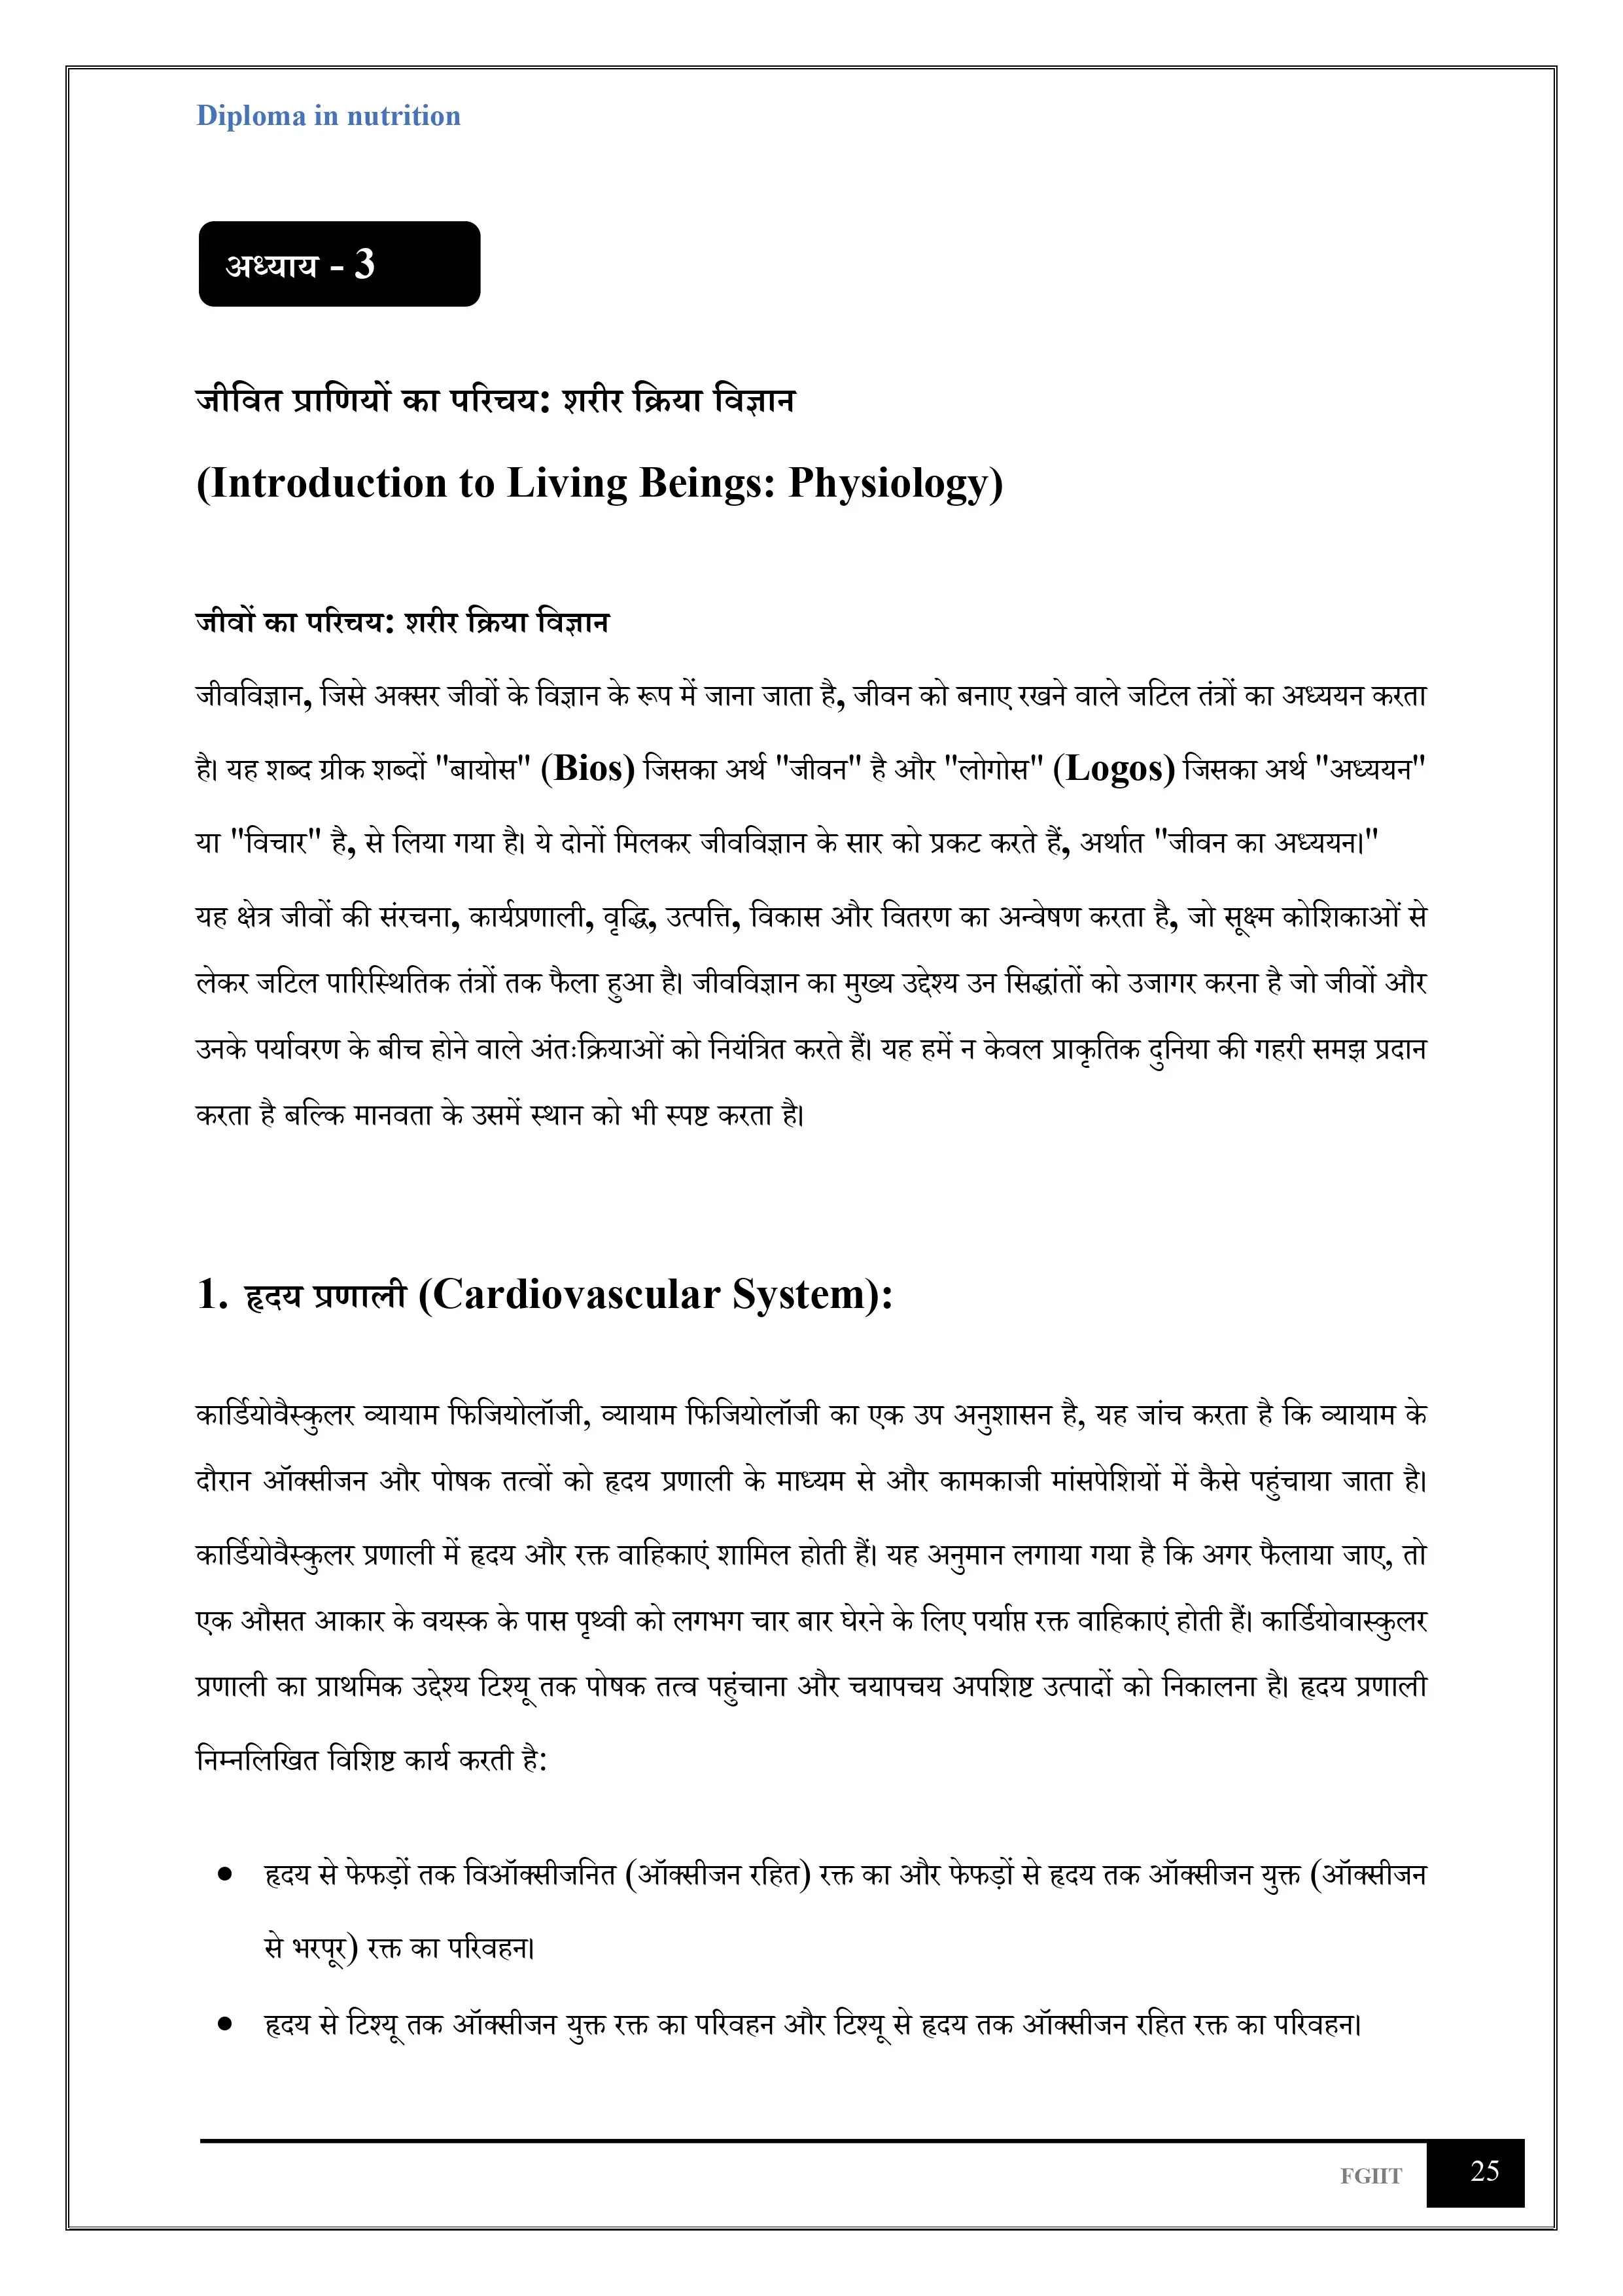 Diploma in nutrition
अध्याय - 3
जीवित प्राणियों का परिचय: शरीर क्रिया विज्ञान
(Introduction to Living Beings: Physiology)
जीवों का परिचय: शरीर क्रिया विज्ञान
जीवविज्ञान, जिसे अक्सर जीवों के विज्ञान के रूप में जाना जाता है, जीवन को बनाए रखने वाले जटिल तंत्रों का अध्ययन करता
है। यह शब्द ग्रीक शब्दों "बायोस" (Bios) जिसका अर्थ "जीवन" है और "लोगोस" (Logos) जिसका अर्थ "अध्ययन"
या "विचार" है, से लिया गया है। ये दोनों मिलकर जीवविज्ञान के सार को प्रकट करते हैं, अर्थात "जीवन का अध्ययन।"
यह क्षेत्र जीवों की संरचना, कार्यप्रणाली, वृद्धि, उत्पत्ति, विकास और वितरण का अन्वेषण करता है, जो सूक्ष्म कोशिकाओं से
लेकर जटिल पारिस्थितिक तंत्रों तक फैला हुआ है। जीवविज्ञान का मुख्य उद्देश्य उन सिद्धांतों को उजागर करना है जो जीवों और
उनके पर्यावरण के बीच होने वाले अंतःक्रियाओं को नियंत्रित करते हैं। यह हमें न केवल प्राकृतिक दुनिया की गहरी समझ प्रदान
करता है बल्कि मानवता के उसमें स्थान को भी स्पष्ट करता है।
1. हृदय प्रणाली (Cardiovascular System):
कार्डियोवैस्कुलर व्यायाम फिजियोलॉजी, व्यायाम फिजियोलॉजी का एक उप अनुशासन है, यह जांच करता है कि व्यायाम के
दौरान ऑक्सीजन और पोषक तत्वों को हृदय प्रणाली के माध्यम से और कामकाजी मांसपेशियों में कैसे पहुंचाया जाता है।
कार्डियोवैस्कुलर प्रणाली में हृदय और रक्त वाहिकाएं शामिल होती हैं। यह अनुमान लगाया गया है कि अगर फैलाया जाए, तो
एक औसत आकार के वयस्क के पास पृथ्वी को लगभग चार बार घेरने के लिए पर्याप्त रक्त वाहिकाएं होती हैं। कार्डियोवास्कुलर
प्रणाली का प्राथमिक उद्देश्य टिश्यू तक पोषक तत्व पहुंचाना और चयापचय अपशिष्ट उत्पादों को निकालना है। हृदय प्रणाली
निम्नलिखित विशिष्ट कार्य करती है:
• हृदय से फेफड़ों तक विऑक्सीजनित (ऑक्सीजन रहित) रक्त का और फेफड़ों से हृदय तक ऑक्सीजन युक्त (ऑक्सीजन
से भरपूर) रक्त का परिवहन।
• हृदय से टिश्यू तक ऑक्सीजन युक्त रक्त का परिवहन और टिश्यू से हृदय तक ऑक्सीजन रहित रक्त का परिवहन।
FGIIT 25